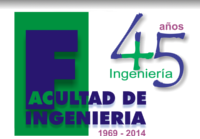 45 años
Ingeniería
FACULTAD DE
INGENIERIA
1969 - 2014